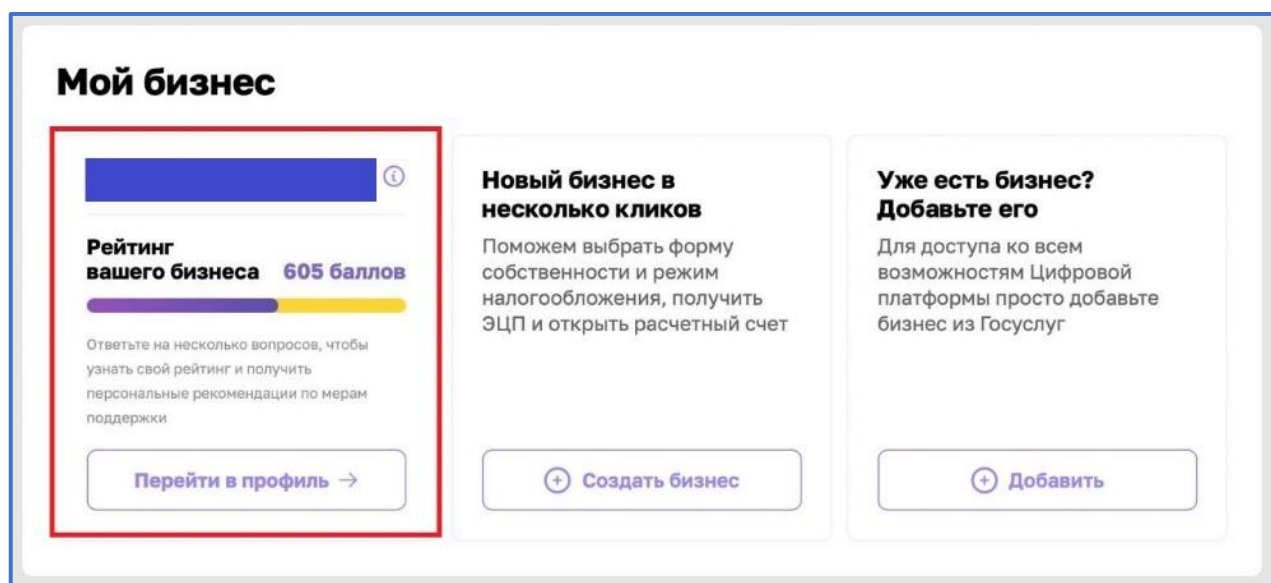 Мой бизнес
Рейтинг
вашего бизнеса 605 баллов
Ответьте на несколько вопросов, чтобы
узнать свой рейтинг и получить
персональные рекомендации по мерам
поддержки
Перейти в профиль →
Новый бизнес в
несколько кликов
Поможем выбрать форму
собственности и режим
налогообложения, получить
ЭЦП и открыть расчетный счет
Создать бизнес
Уже есть бизнес?
Добавьте его
Для доступа ко всем
возможностям Цифровой
платформы просто добавьте
бизнес из Госуслуг
Добавить